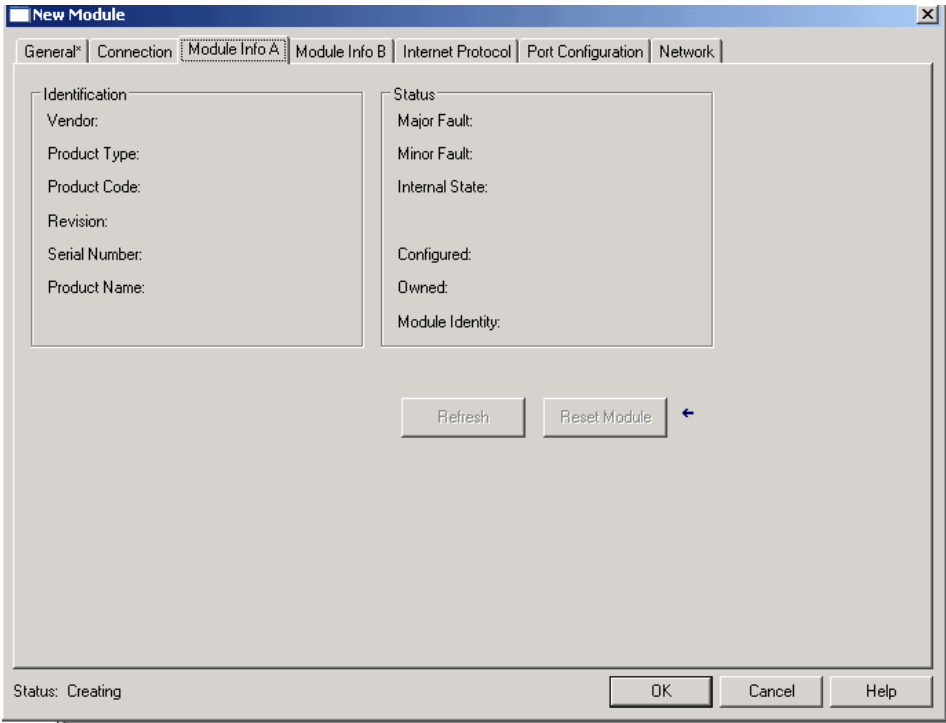 New Module
General* Connection Module Info A Module Info B Internet Protocol Port Configuration Network
Identification
Vendor:
Product Type:
Product Code:
Revision:
Serial Number:
Product Name:
Status
Major Fault:
Minor Fault:
Internal State:
Configured:
Owned:
Module Identity:
Refresh Reset Module
Status: Creating OK Cancel Help